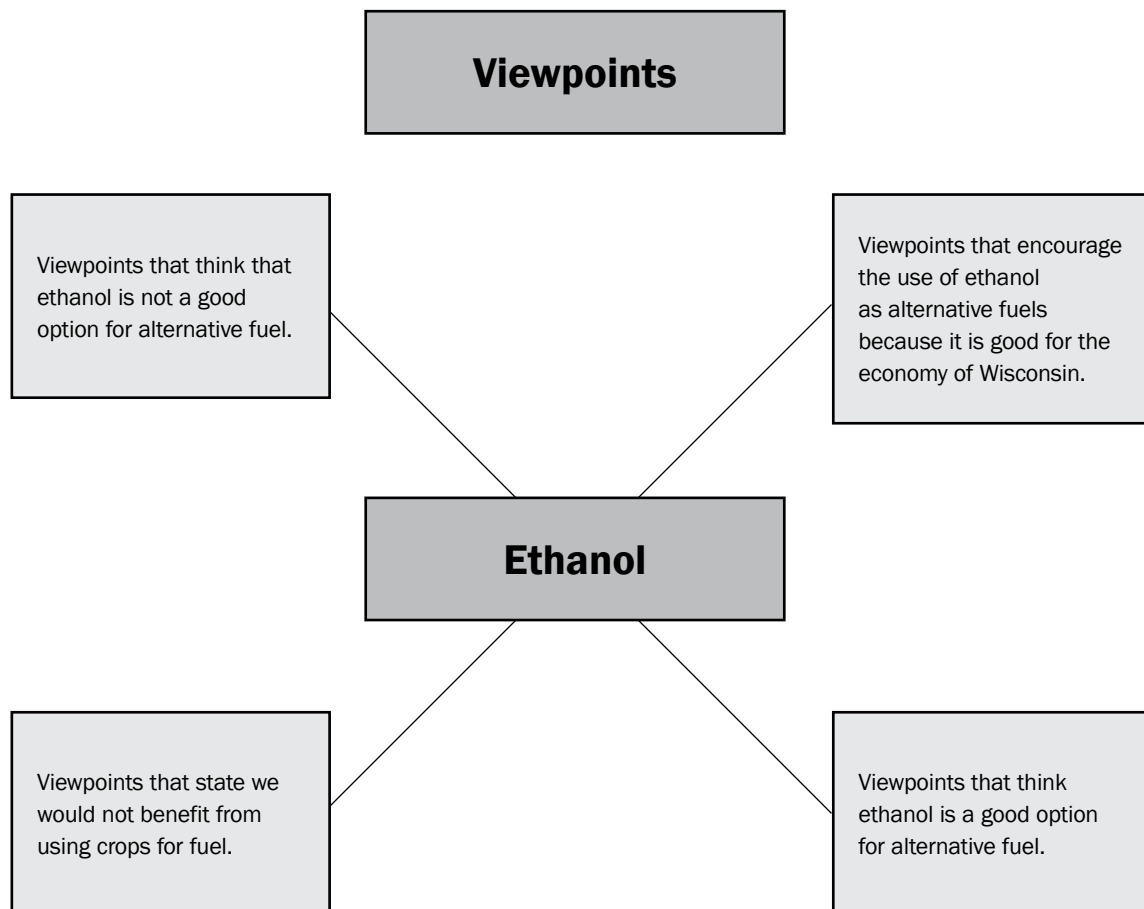 Viewpoints
Viewpoints that think that
ethanol is not a good
option for alternative fuel.
Viewpoints that encourage
the use of ethanol
as alternative fuels
because it is good for the
economy of Wisconsin.
Ethanol
Viewpoints that state we
would not benefit from
using crops for fuel.
Viewpoints that think
ethanol is a good option
for alternative fuel.